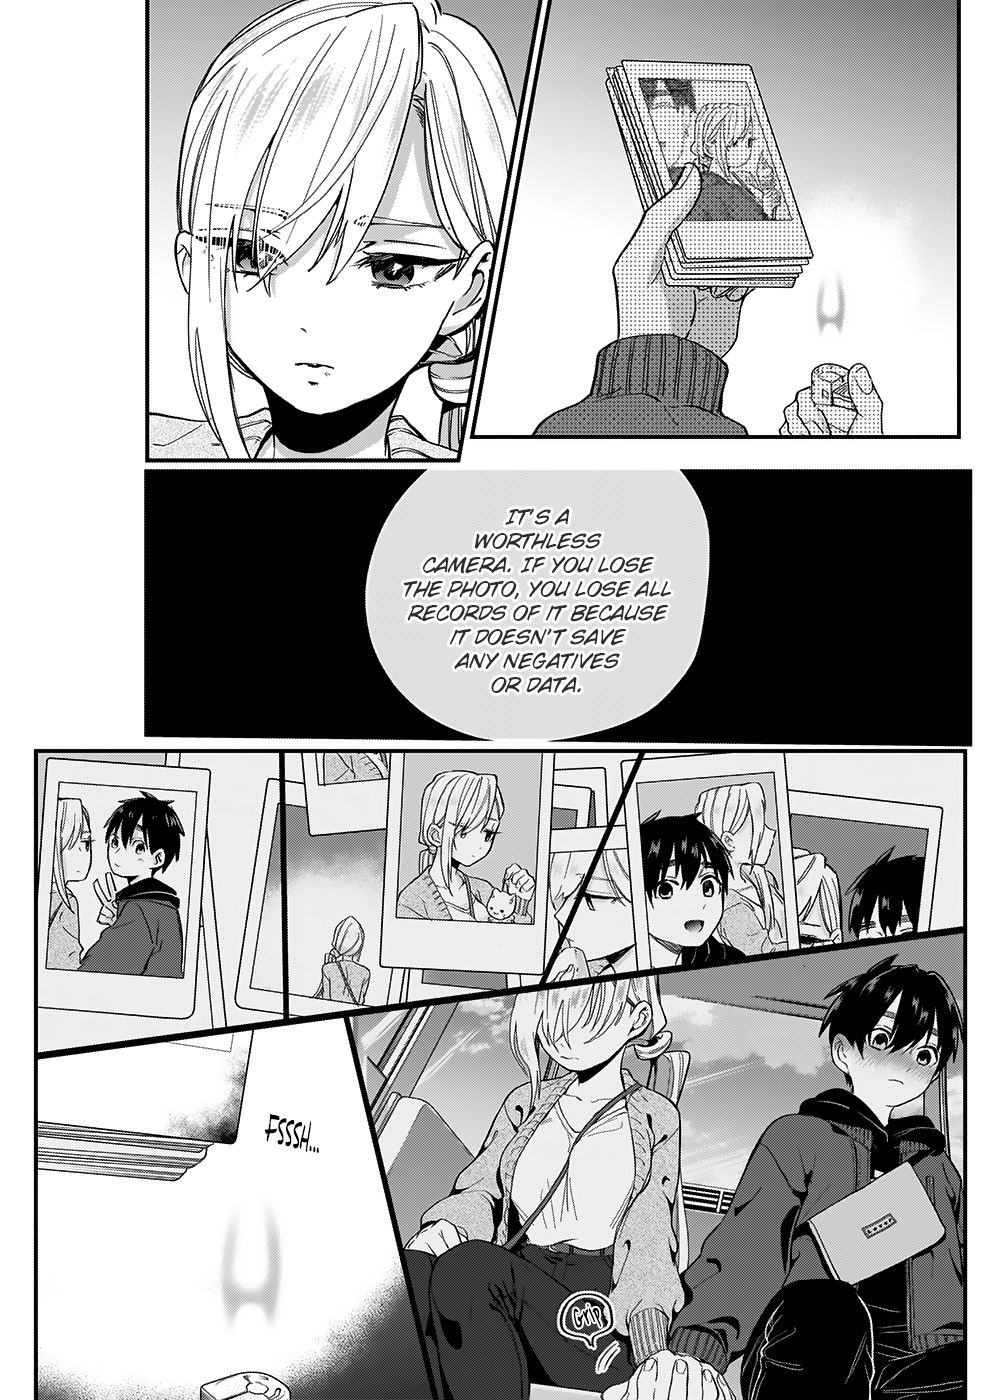 IT'S A
WORTHLESS
CAMERA. IF YOU LOSE
THE PHOTO, YOU LOSE ALL
RECORDS OF IT BECAUSE
IT DOESN'T SAVE
ANY NEGATIVES
OR DATA.
FSSSH...
GRIP